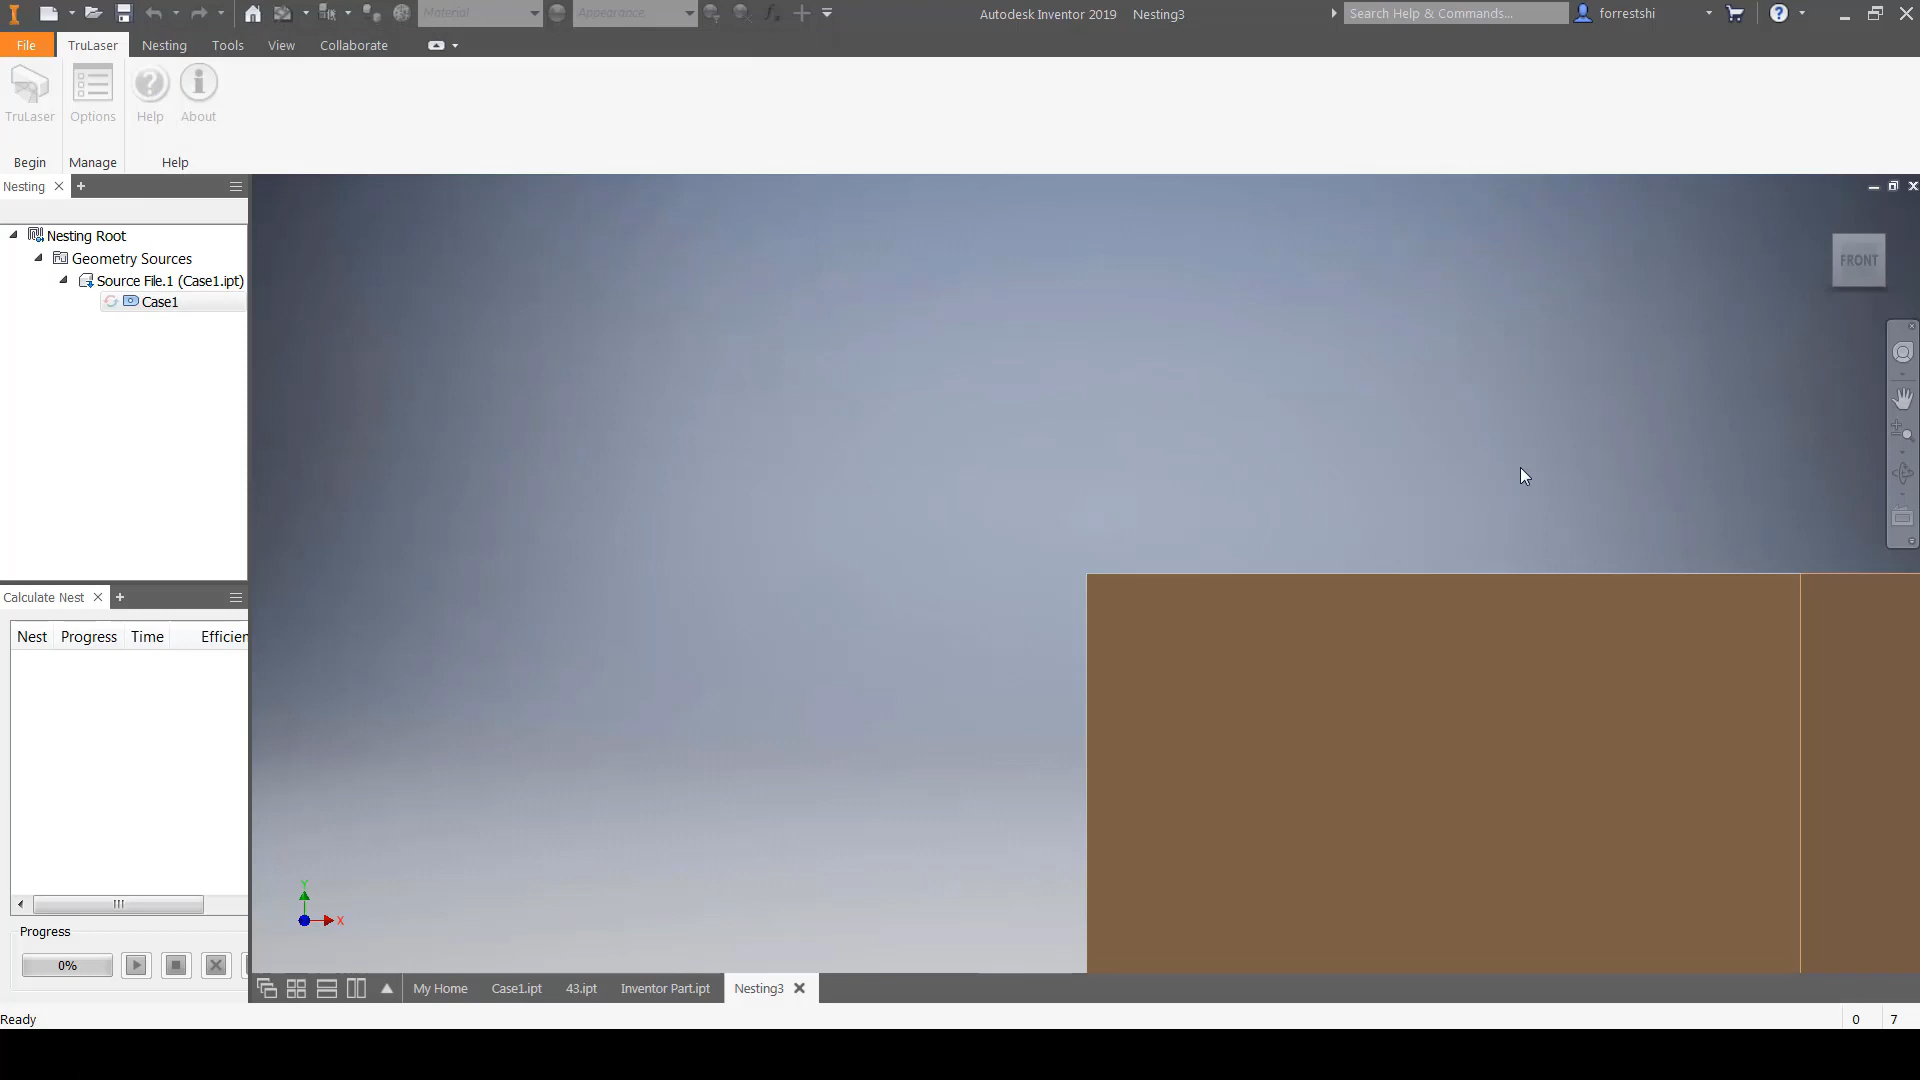 Material
Appearance
Autodesk Inventor 2019 Nesting3
Search Help & Commands...
forrestshi
File TruLaser Nesting Tools View Collaborate
TruLaser Options Help About
Begin Manage Help
Nesting
Nesting Root
Geometry Sources
Source File.1 (Case1.ipt)
Case1
FRONT
Calculate Nest
Nest Progress Time Efficien
Y
X
Progress
0%
My Home Case1.ipt 43.ipt Inventor Part.ipt Nesting3
Ready
0 7